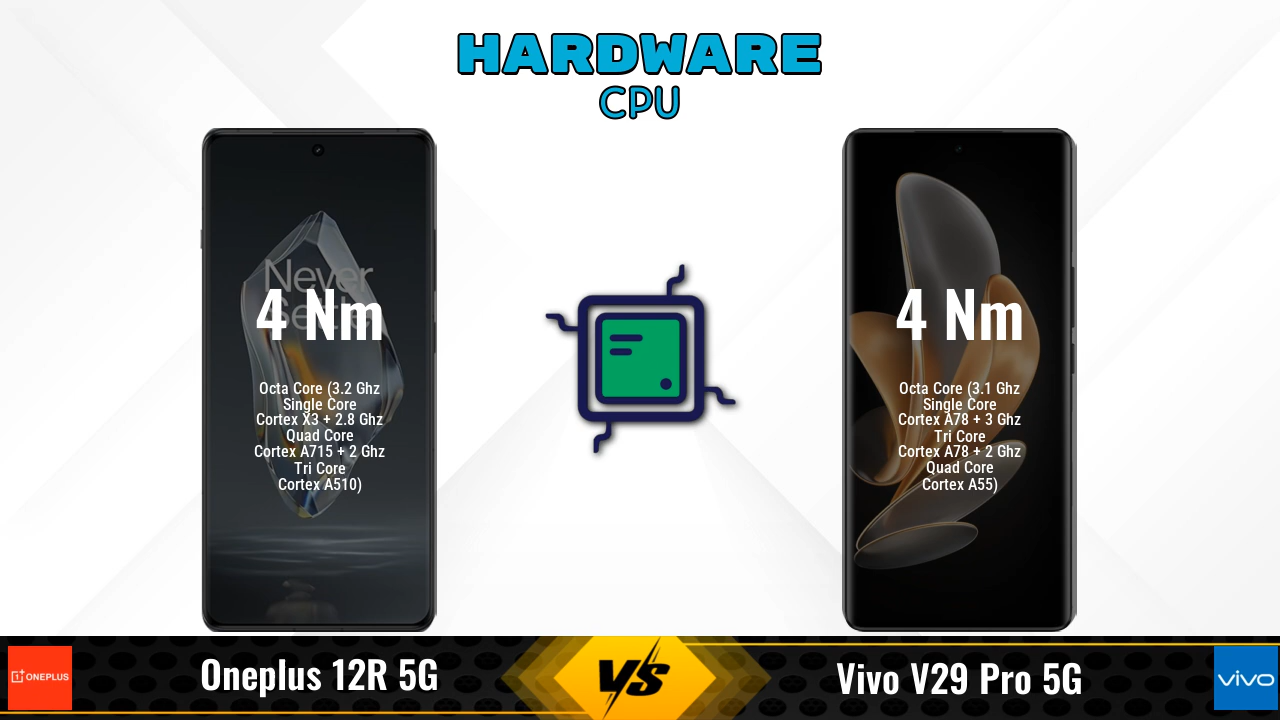 HARDWARE
CPU
Never
Settle
4 Nm
Octa Core (3.2 Ghz
Single Core
Cortex X3 + 2.8 Ghz
Quad Core
Cortex A715 + 2 Ghz
Tri Core
Cortex A510)
4 Nm
Octa Core (3.1 Ghz
Single Core
Cortex A78 + 3 Ghz
Tri Core
Cortex A78 + 2 Ghz
Quad Core
Cortex A55)
ONEPLUS
Oneplus 12R 5G
VS
Vivo V29 Pro 5G
vivo